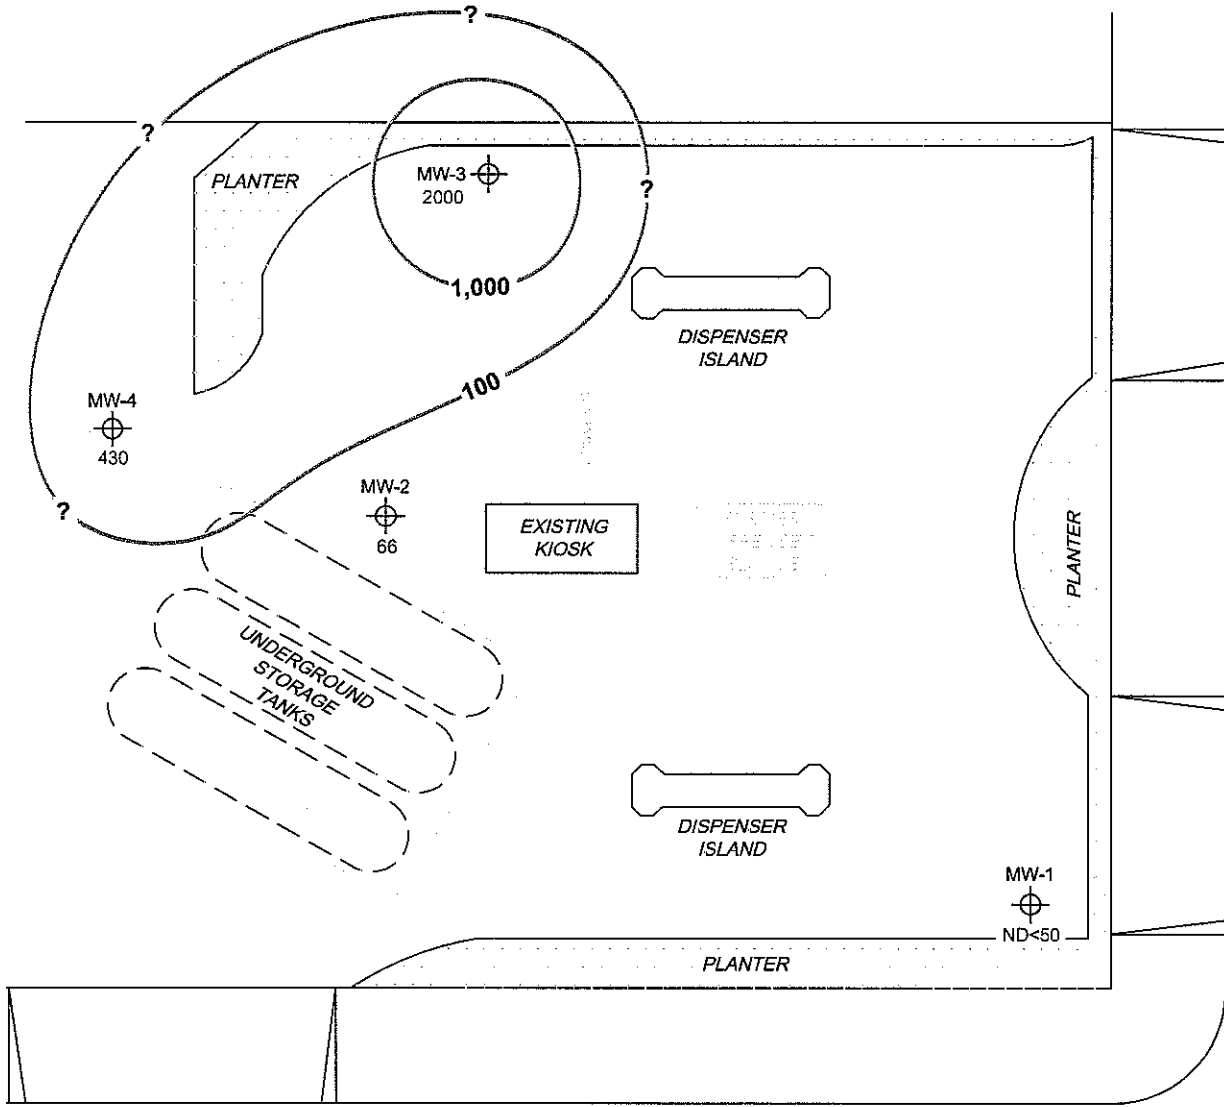 ?
?
PLANTER
MW-3
2000
?
1,000
DISPENSER
ISLAND
100
MW-4
430
MW-2
66
?
EXISTING
KIOSK
PLANTER
UNDERGROUND
STORAGE
TANKS
DISPENSER
ISLAND
MW-1
ND<50
PLANTER